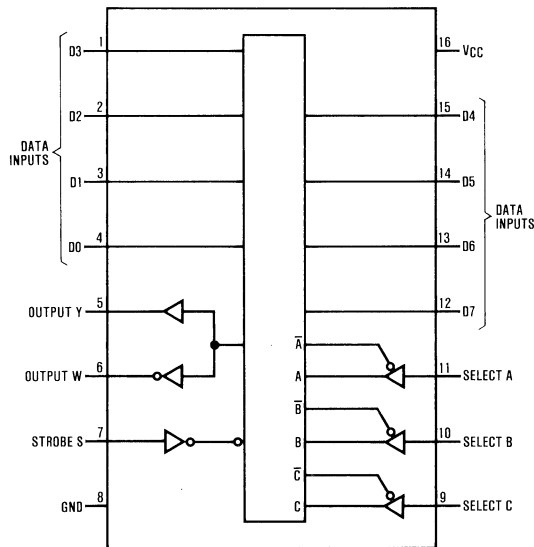 1
D3
16
VCC
2
D2
15
D4
DATA
INPUTS
3
D1
14
D5
DATA
INPUTS
4
D0
13
D6
5
OUTPUT Y
12
D7
A̅
6
OUTPUT W
A
11
SELECT A
B̅
7
STROBE S
B
10
SELECT B
C̅
8
GND
C
9
SELECT C